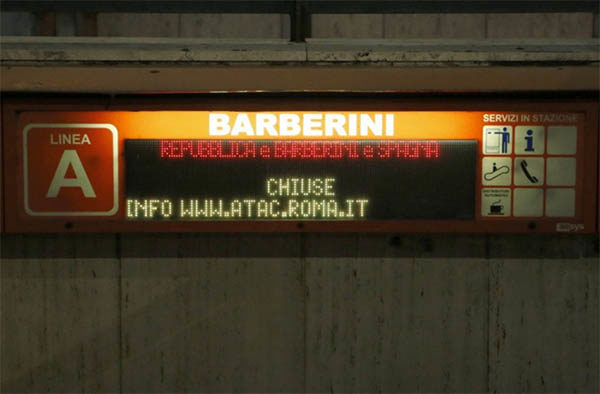 BARBERINI
SERVIZI IN STAZIONE
LINEA
A
REPUBBLICA e BARBERINI e SPAGNA
CHIUSE
INFO WWW.ATAC.ROMA.IT
i